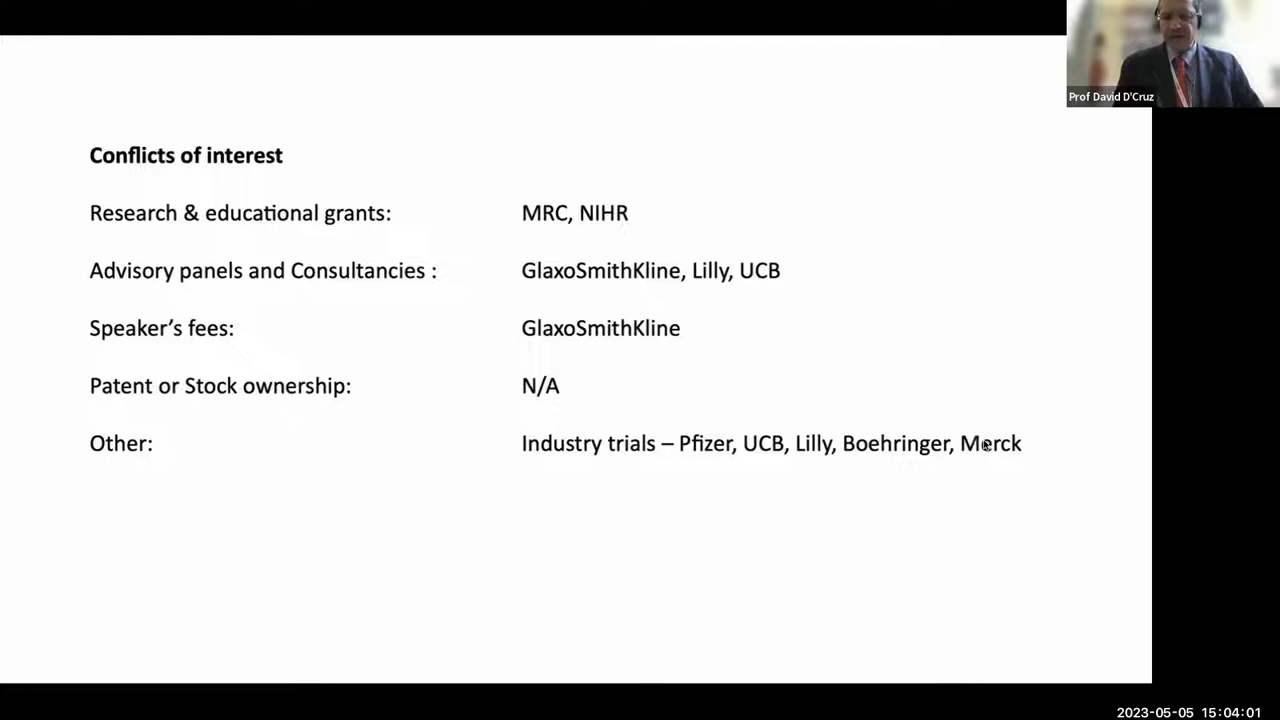 Prof David D'Cruz
Conflicts of interest
Research & educational grants: MRC, NIHR
Advisory panels and Consultancies : GlaxoSmithKline, Lilly, UCB
Speaker’s fees: GlaxoSmithKline
Patent or Stock ownership: N/A
Other: Industry trials – Pfizer, UCB, Lilly, Boehringer, Merck
2023-05-05 15:04:01